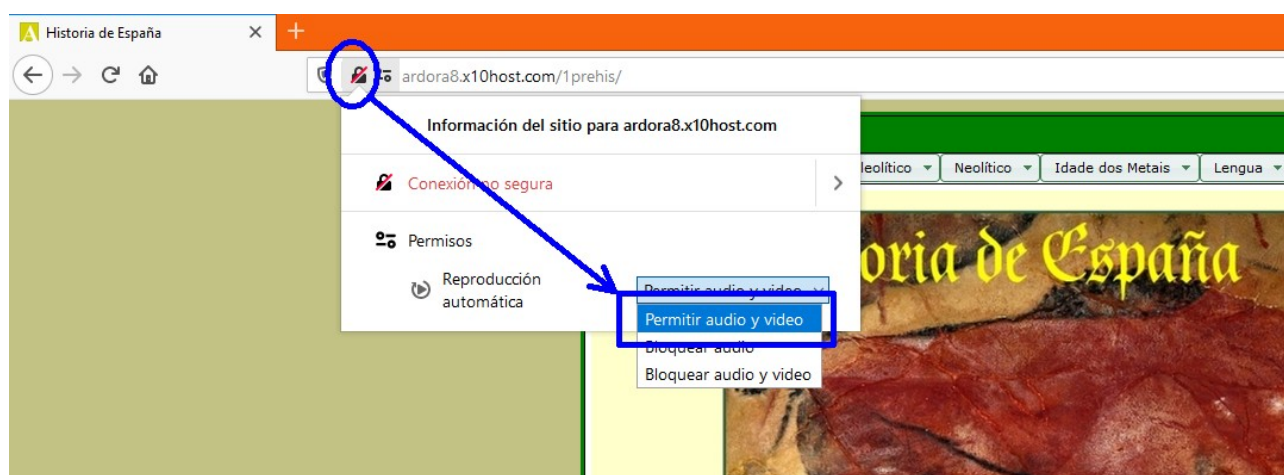 Historia de España
ardora8.x10host.com/1prehis/
Información del sitio para ardora8.x10host.com
Conexión no segura
Neolítico
Idade dos Metais
Lengua
Permisos
Reproducción
automática
Permitir audio y video
Permitir audio y video
Bloquear audio
Bloquear audio y video
oria de España